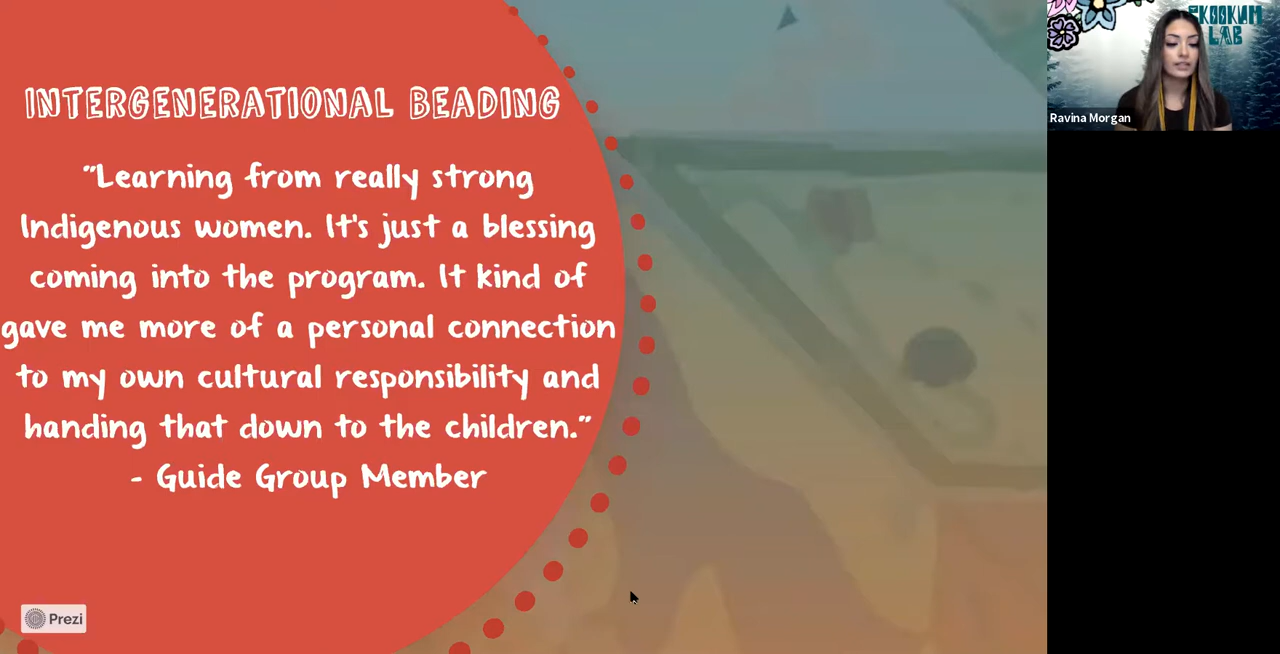 INTERGENERATIONAL BEADING
"Learning from really strong
Indigenous women. It's just a blessing
coming into the program. It kind of
gave me more of a personal connection
to my own cultural responsibility and
handing that down to the children."
- Guide Group Member
Prezi
SKOOKUM
LAB
Ravina Morgan